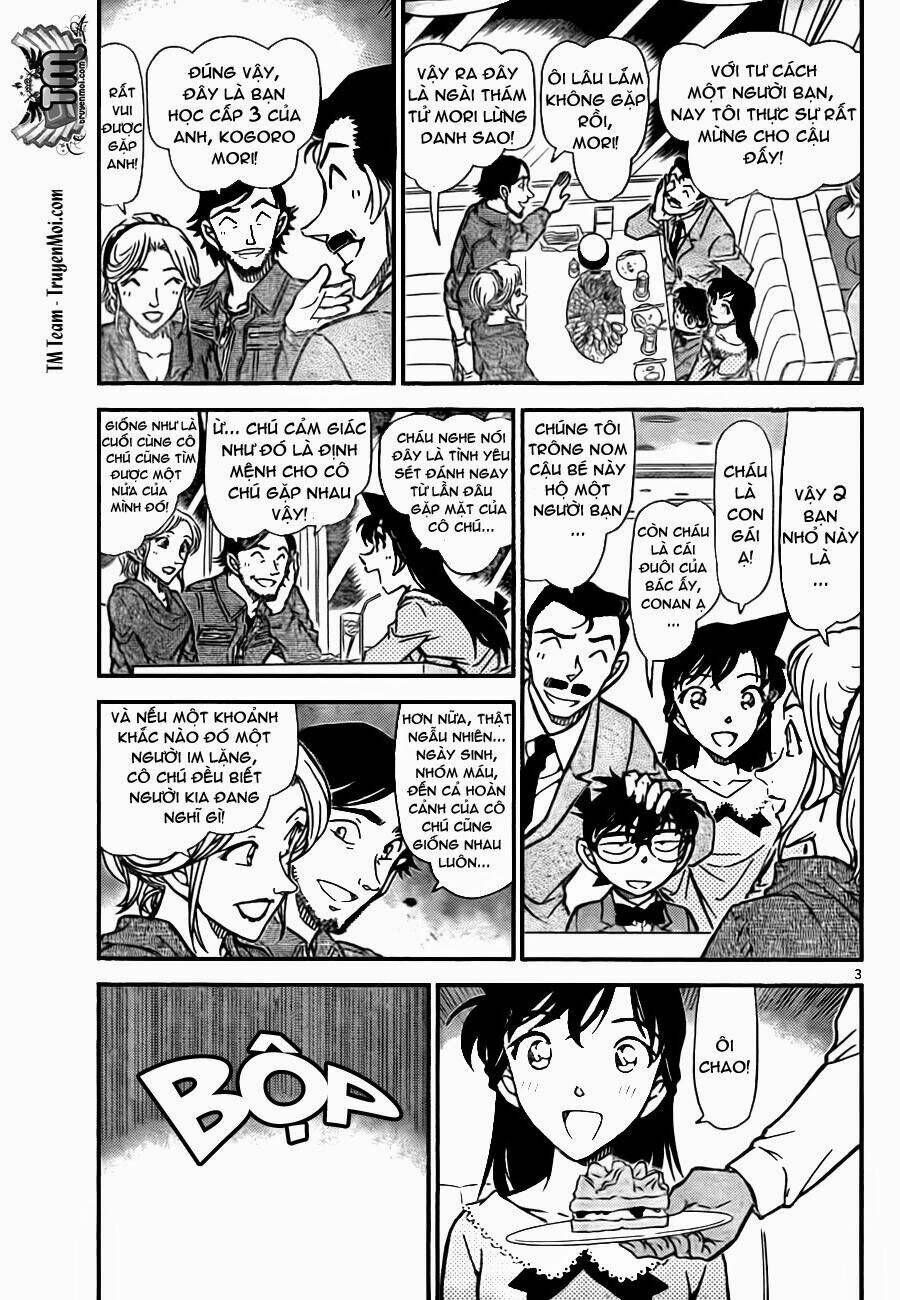 TM
truyenmoi.com
TM Team - TruyenMoi.com
VỚI TƯ CÁCH
MỘT NGƯỜI BẠN,
NAY TÔI THỰC SỰ RẤT
MỪNG CHO CẬU
ĐẤY!
ÔI LÂU LẮM
KHÔNG GẶP
RỒI,
MORI!
VẬY RA ĐÂY
LÀ NGÀI THÁM
TỬ MORI LỪNG
DANH SAO!
ĐÚNG VẬY,
ĐÂY LÀ BẠN
HỌC CẤP 3 CỦA
ANH, KOGORO
MORI!
RẤT
VUI ĐƯỢC
GẶP ANH!
VẬY 2
BẠN
NHỎ NÀY
LÀ
...
CHÁU
LÀ
CON
GÁI Ạ!
CHÚNG TÔI
TRÔNG NOM
CẬU BÉ NÀY
HỘ MỘT
NGƯỜI BẠN
...
CÒN CHÁU
LÀ CÁI
ĐUÔI CỦA
BÁC ẤY,
CONAN Ạ
...
CHÁU NGHE NÓI
ĐÂY LÀ TÌNH YÊU
SÉT ĐÁNH NGAY
TỪ LẦN ĐẦU
GẶP MẶT CỦA
CÔ CHÚ...
Ừ... CHÚ CẢM GIÁC
NHƯ ĐÓ LÀ ĐỊNH
MỆNH CHO CÔ
CHÚ GẶP NHAU
VẬY!
GIỐNG NHƯ LÀ
CUỐI CÙNG CÔ
CHÚ CŨNG TÌM
ĐƯỢC MỘT
NỬA CỦA
MÌNH ĐÓ!
HƠN NỮA, THẬT
NGẪU NHIÊN...
NGÀY SINH,
NHÓM MÁU,
ĐẾN CẢ HOÀN
CẢNH CỦA CÔ
CHÚ CŨNG
GIỐNG NHAU
LUÔN...
VÀ NẾU MỘT KHOẢNH
KHẮC NÀO ĐÓ MỘT
NGƯỜI IM LẶNG,
CÔ CHÚ ĐỀU BIẾT
NGƯỜI KIA ĐANG
NGHĨ GÌ!
3
ÔI
CHAO!
BỘP